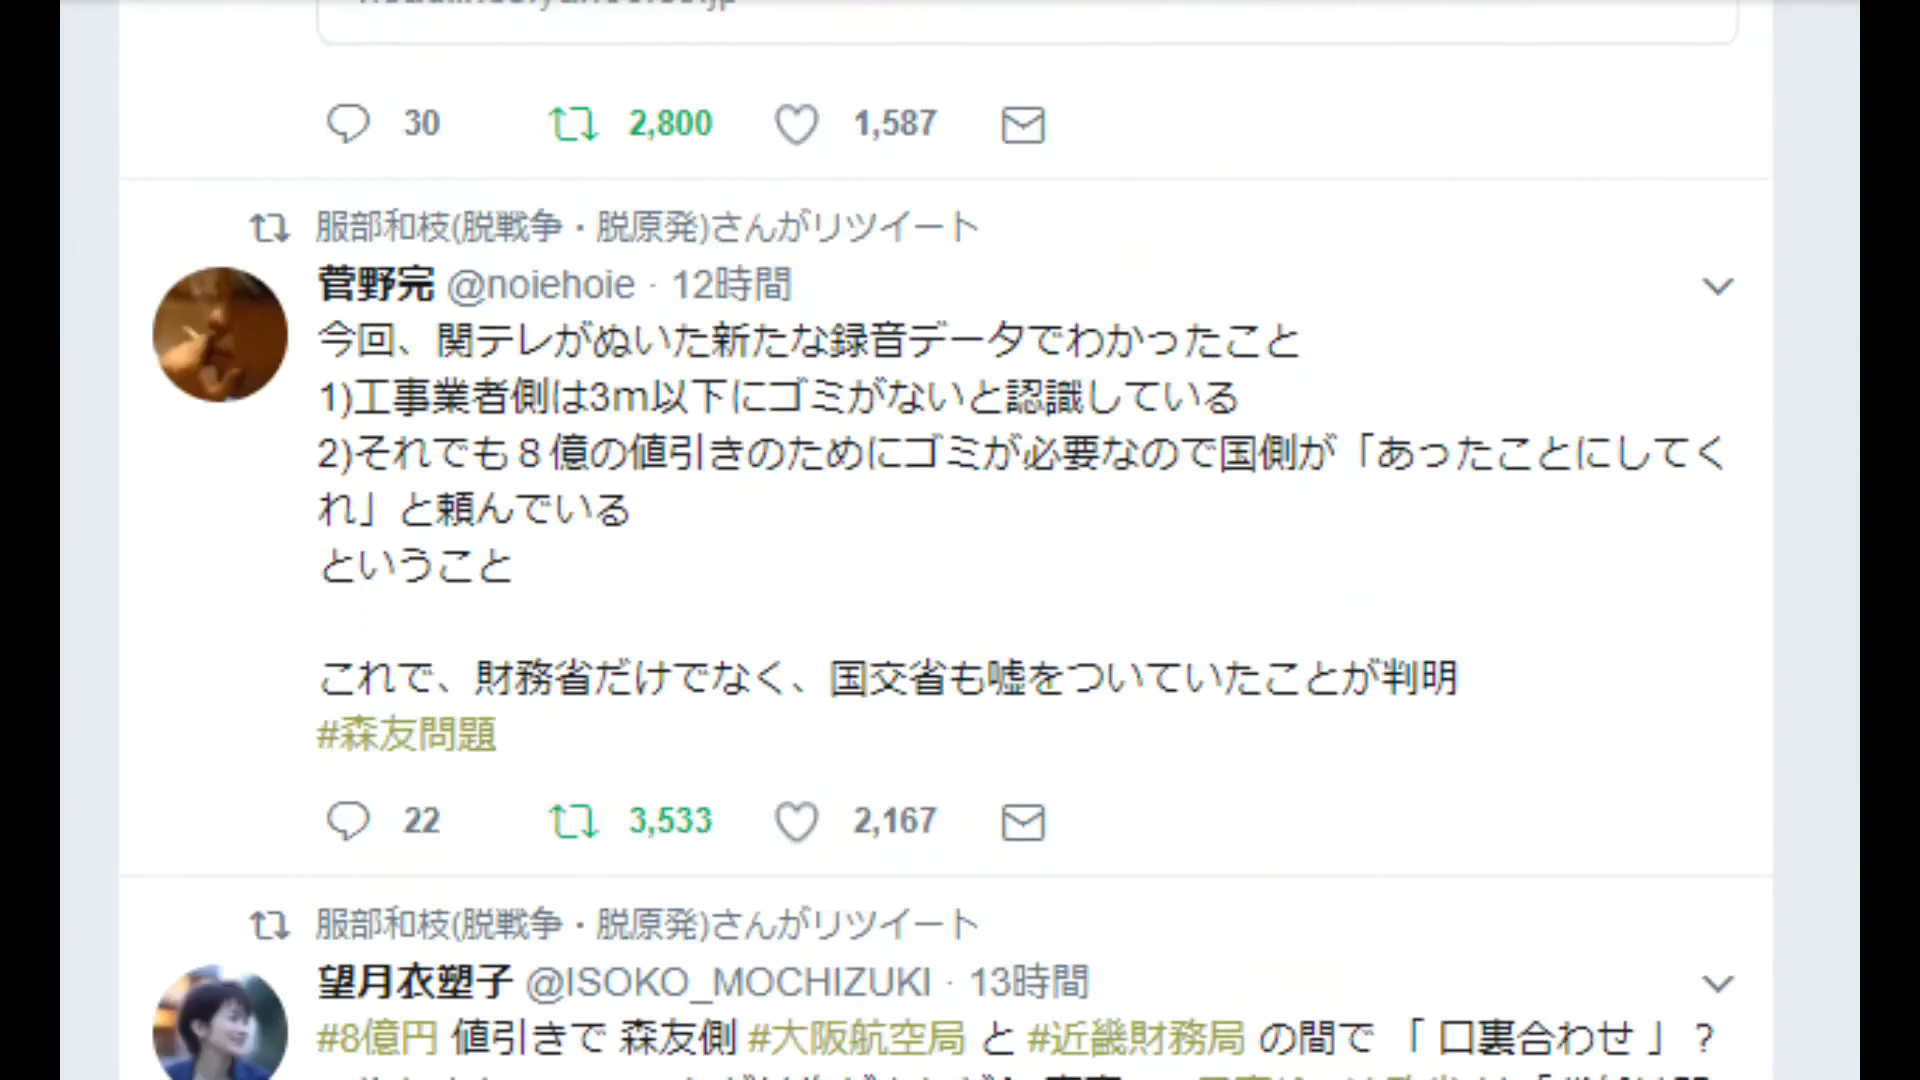 30 2,800 1,587
服部和枝(脱戦争・脱原発)さんがリツイート
菅野完 @noiehoie · 12時間
今回、関テレがぬいた新たな録音データでわかったこと
1)工事業者側は3m以下にゴミがないと認識している
2)それでも８億の値引きのためにゴミが必要なので国側が「あったことにしてく
れ」と頼んでいる
ということ
これで、財務省だけでなく、国交省も嘘をついていたことが判明
#森友問題
22 3,533 2,167
服部和枝(脱戦争・脱原発)さんがリツイート
望月衣塑子 @ISOKO_MOCHIZUKI · 13時間
#8億円 値引きで 森友側 #大阪航空局 と #近畿財務局 の間で 「 口裏合わせ 」 ?